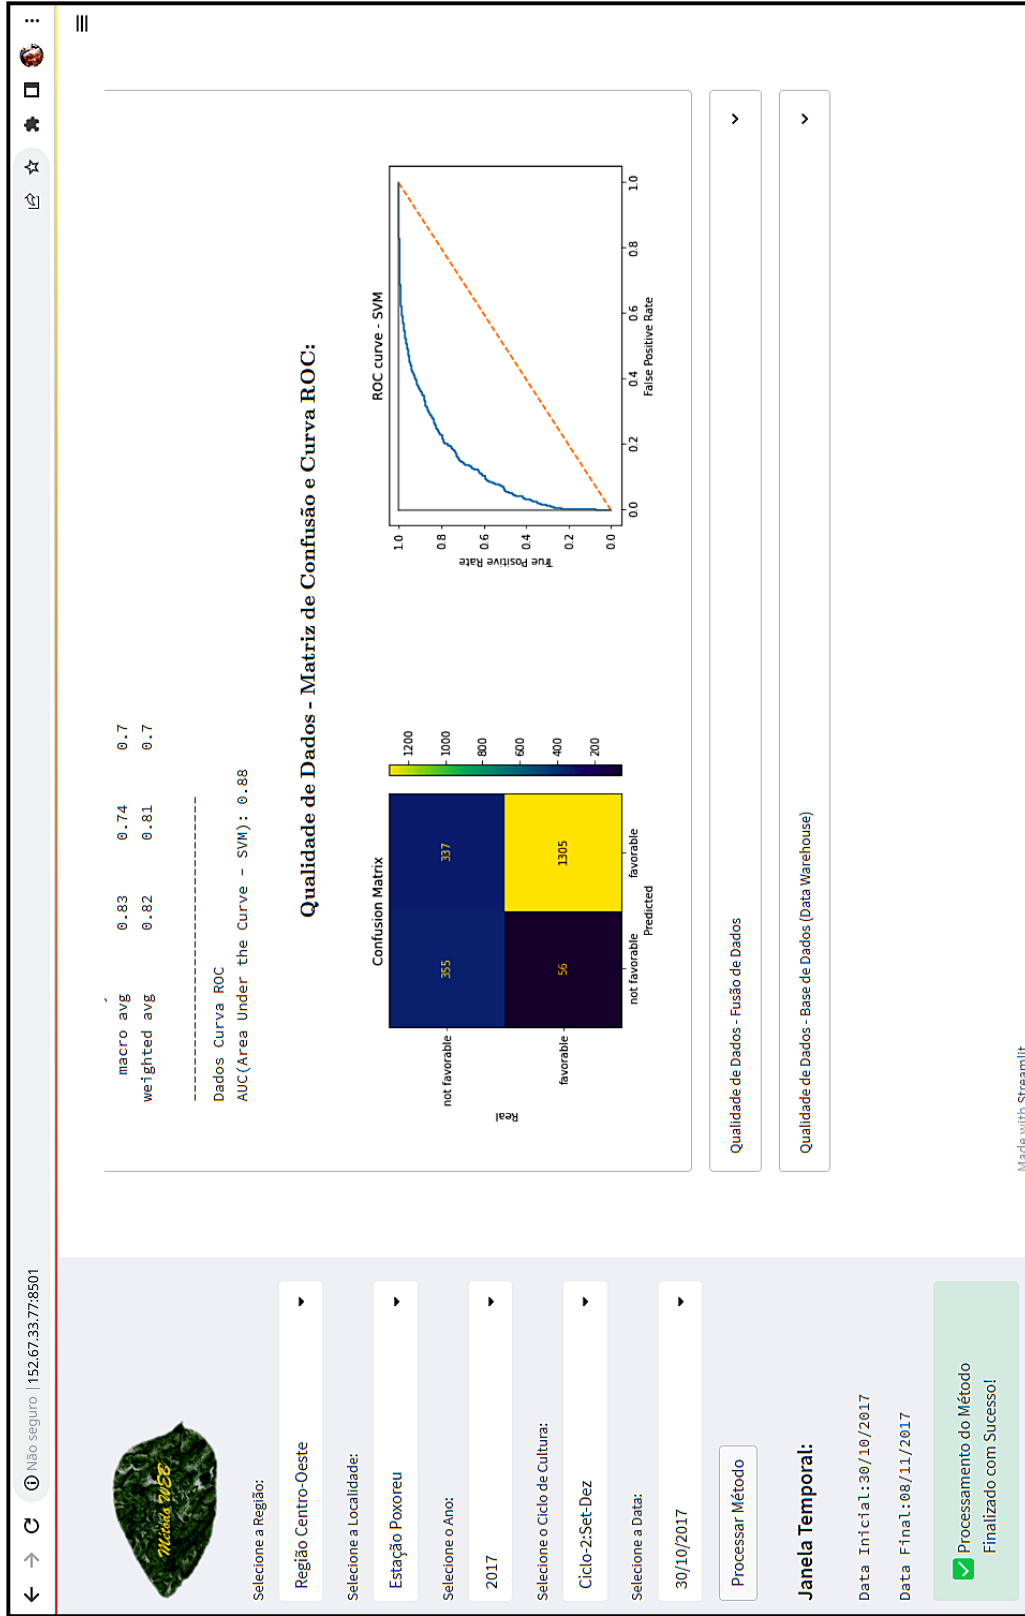 Não seguro | 152.67.33.77:8501
Método WEB
Selecione a Região:
Região Centro-Oeste
Selecione a Localidade:
Estação Poxoreu
Selecione o Ano:
2017
Selecione o Ciclo de Cultura:
Ciclo-2:Set-Dez
Selecione a Data:
30/10/2017
Processar Método
Janela Temporal:
Data Inicial:30/10/2017
Data Final:08/11/2017
Processamento do Método
Finalizado com Sucesso!
macro avg 0.83 0.74 0.7
weighted avg 0.82 0.81 0.7
--------------------------------------
Dados Curva ROC
AUC(Area Under the Curve - SVM): 0.88
Qualidade de Dados - Matriz de Confusão e Curva ROC:
Confusion Matrix
Real
not favorable
favorable
355
337
56
1305
not favorable
favorable
Predicted
1200
1000
800
600
400
200
ROC curve - SVM
True Positive Rate
1.0
0.8
0.6
0.4
0.2
0.0
0.0 0.2 0.4 0.6 0.8 1.0
False Positive Rate
Qualidade de Dados - Fusão de Dados
Qualidade de Dados - Base de Dados (Data Warehouse)
Made with Streamlit